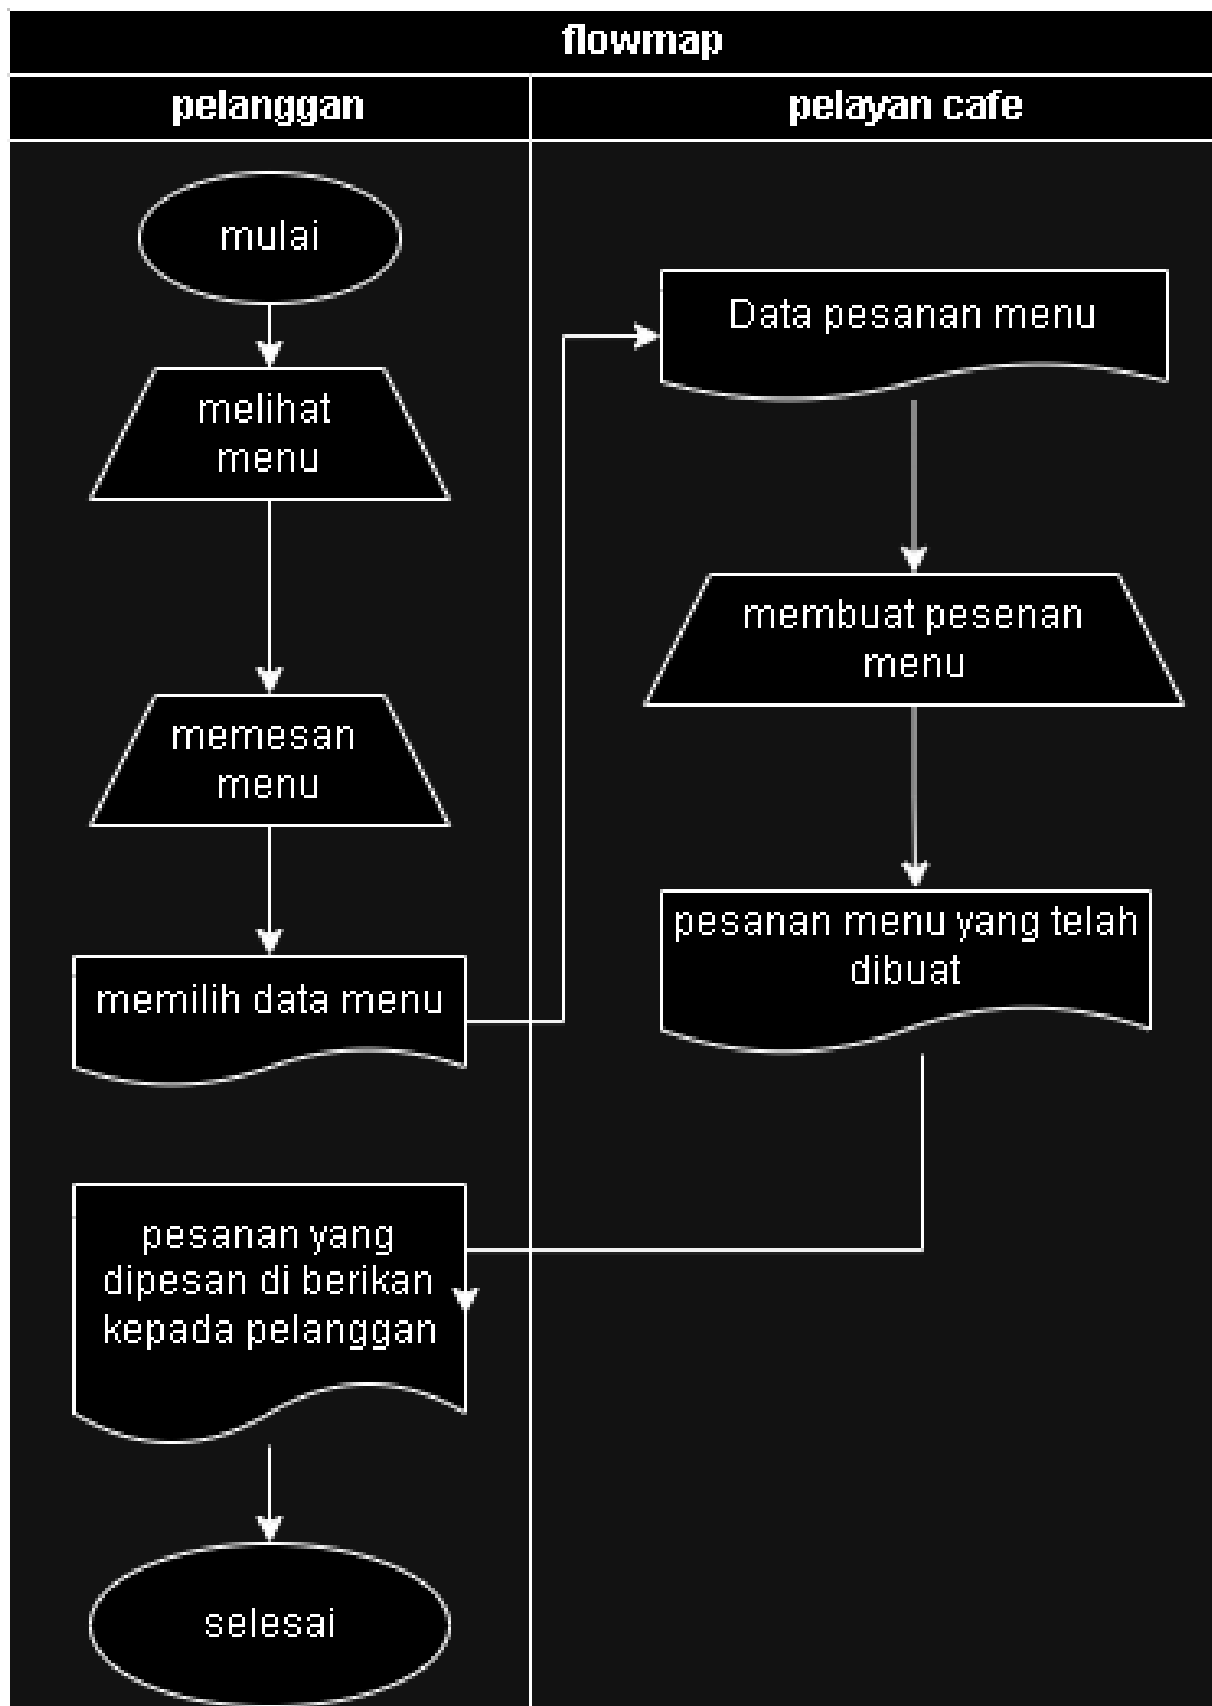 flowmap
pelanggan
pelayan cafe
mulai
melihat
menu
memesan
menu
memilih data menu
Data pesanan menu
membuat pesenan
menu
pesanan menu yang telah
dibuat
pesanan yang
dipesan di berikan
kepada pelanggan
selesai